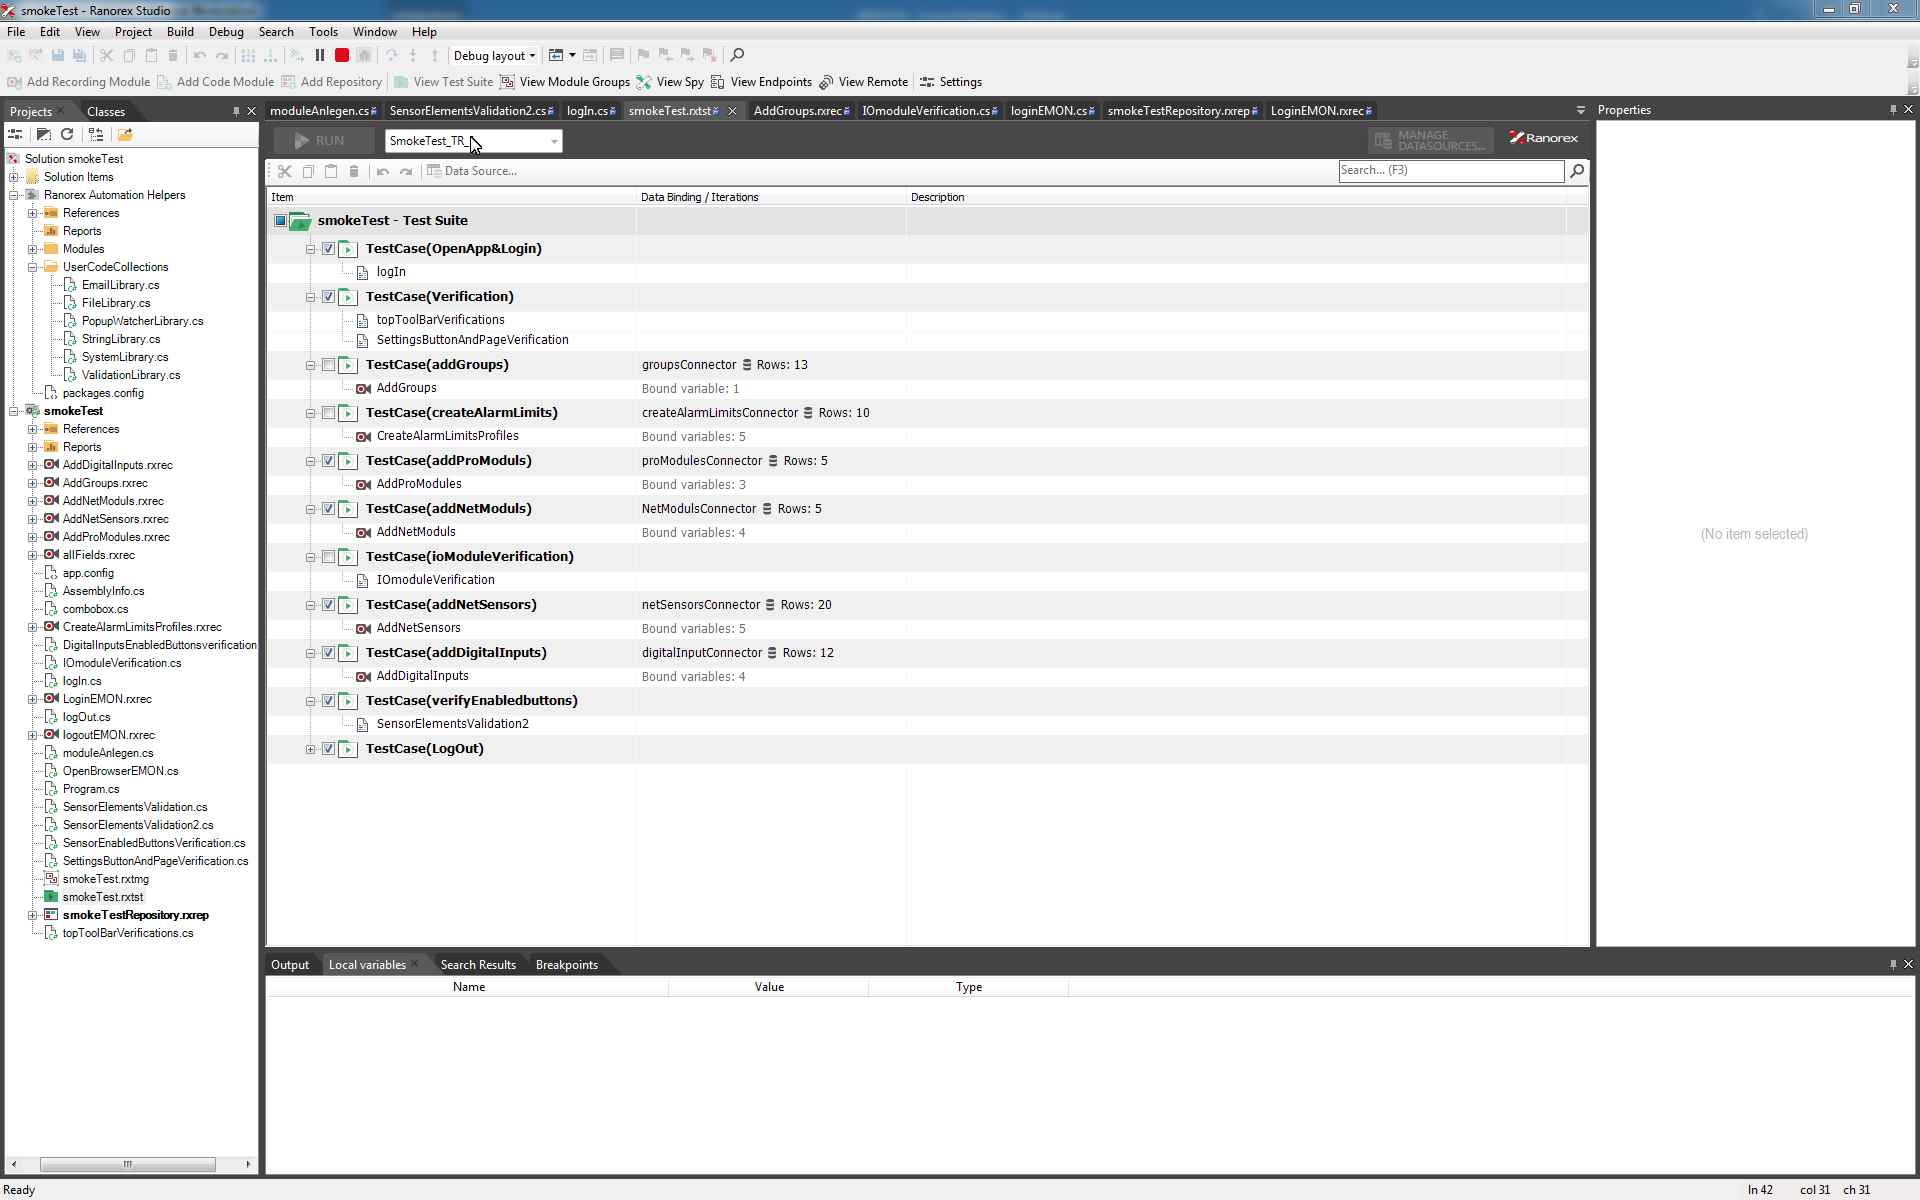 smokeTest - Ranorex Studio
File Edit View Project Build Debug Search Tools Window Help
Debug layout
Add Recording Module Add Code Module Add Repository View Test Suite View Module Groups View Spy View Endpoints View Remote Settings
Projects Classes
Solution smokeTest
Solution Items
Ranorex Automation Helpers
References
Reports
Modules
UserCodeCollections
EmailLibrary.cs
FileLibrary.cs
PopupWatcherLibrary.cs
StringLibrary.cs
SystemLibrary.cs
ValidationLibrary.cs
packages.config
smokeTest
References
Reports
AddDigitalInputs.rxrec
AddGroups.rxrec
AddNetModuls.rxrec
AddNetSensors.rxrec
AddProModules.rxrec
allFields.rxrec
app.config
AssemblyInfo.cs
combobox.cs
CreateAlarmLimitsProfiles.rxrec
DigitalInputsEnabledButtonsverification
IOmoduleVerification.cs
logIn.cs
LoginEMON.rxrec
logOut.cs
logoutEMON.rxrec
moduleAnlegen.cs
OpenBrowserEMON.cs
Program.cs
SensorElementsValidation.cs
SensorElementsValidation2.cs
SensorEnabledButtonsVerification.cs
SettingsButtonAndPageVerification.cs
smokeTest.rxtmg
smokeTest.rxtst
smokeTestRepository.rxrep
topToolBarVerifications.cs
moduleAnlegen.cs SensorElementsValidation2.cs logIn.cs smokeTest.rxtst AddGroups.rxrec IOmoduleVerification.cs loginEMON.cs smokeTestRepository.rxrep LoginEMON.rxrec
RUN SmokeTest_TR_ MANAGE DATASOURCES... Ranorex
Data Source... Search... (F3)
Item Data Binding / Iterations Description
smokeTest - Test Suite
TestCase(OpenApp&Login)
logIn
TestCase(Verification)
topToolBarVerifications
SettingsButtonAndPageVerification
TestCase(addGroups) groupsConnector Rows: 13
AddGroups Bound variable: 1
TestCase(createAlarmLimits) createAlarmLimitsConnector Rows: 10
CreateAlarmLimitsProfiles Bound variables: 5
TestCase(addProModuls) proModulesConnector Rows: 5
AddProModules Bound variables: 3
TestCase(addNetModuls) NetModulsConnector Rows: 5
AddNetModuls Bound variables: 4
TestCase(ioModuleVerification)
IOmoduleVerification
TestCase(addNetSensors) netSensorsConnector Rows: 20
AddNetSensors Bound variables: 5
TestCase(addDigitalInputs) digitalInputConnector Rows: 12
AddDigitalInputs Bound variables: 4
TestCase(verifyEnabledbuttons)
SensorElementsValidation2
TestCase(LogOut)
Properties
(No item selected)
Output Local variables Search Results Breakpoints
Name Value Type
Ready ln 42 col 31 ch 31